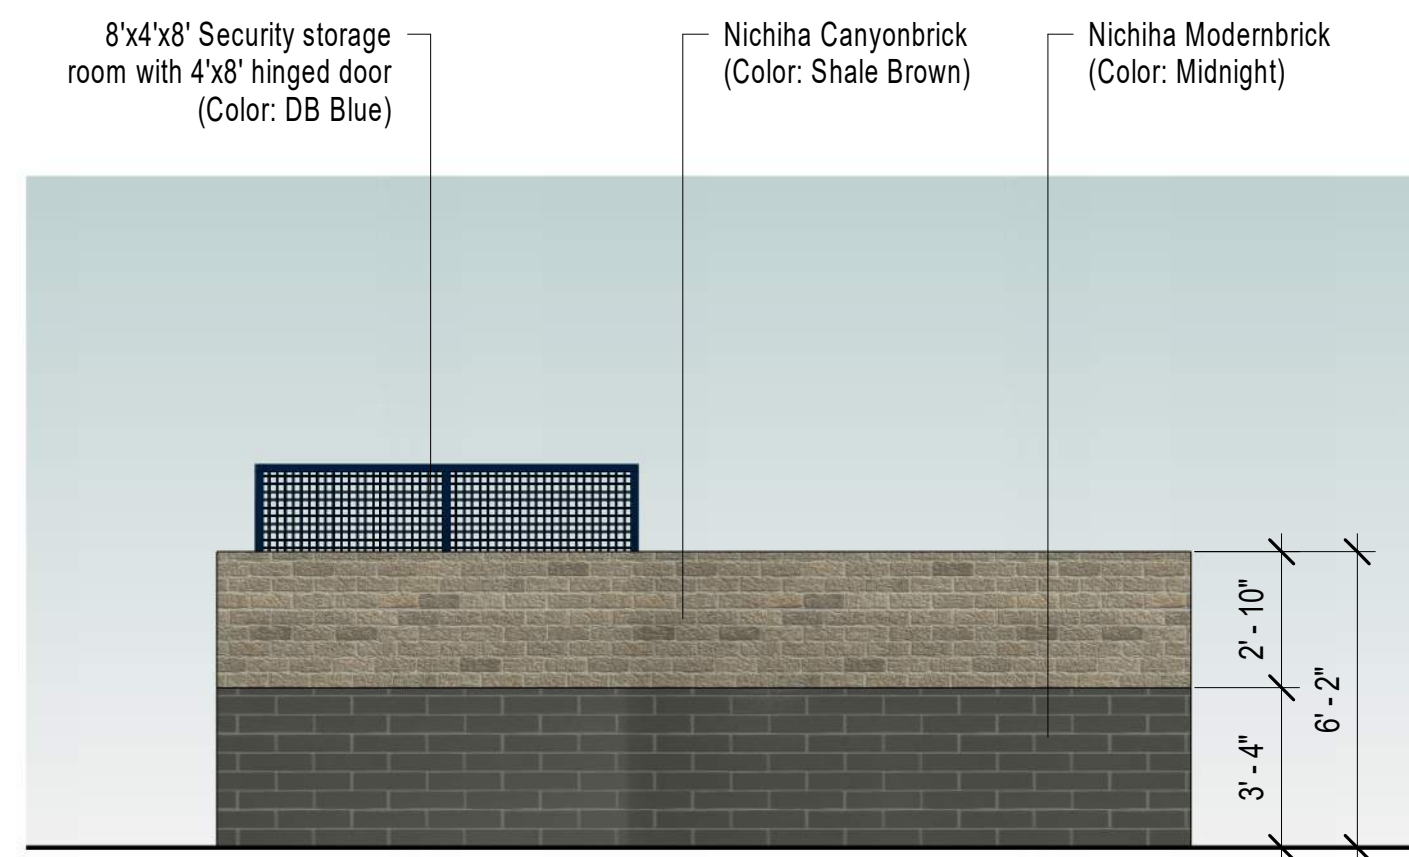 8'x4'x8' Security storage
room with 4'x8' hinged door
(Color: DB Blue)
Nichiha Canyonbrick
(Color: Shale Brown)
Nichiha Modernbrick
(Color: Midnight)
2' - 10"
6' - 2"
3' - 4"